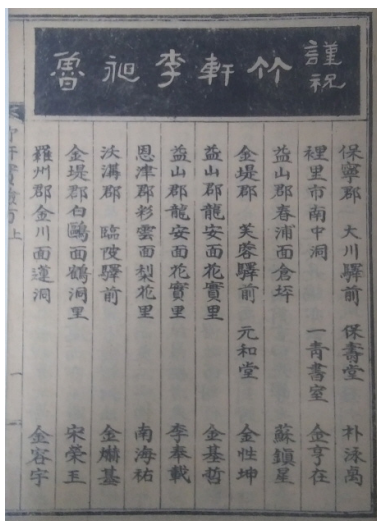 謹祝
竹軒李昶魯
保寧郡 大川驛前 保壽堂 朴泳禼
裡里市南中洞 一青書室 金亨在
益山郡春浦面倉坪 蘇鎭星
金堤郡 芙蓉驛前 元和堂 金性坤
益山郡龍安面花實里 金基哲
益山郡龍安面花實里 李奉載
恩津郡彩雲面梨花里 南海祐
沃溝郡 臨陂驛前 金基
金堤郡白鷗面鶴洞里 宋榮玉
羅州郡金川面蓮洞 金容宇
上
一